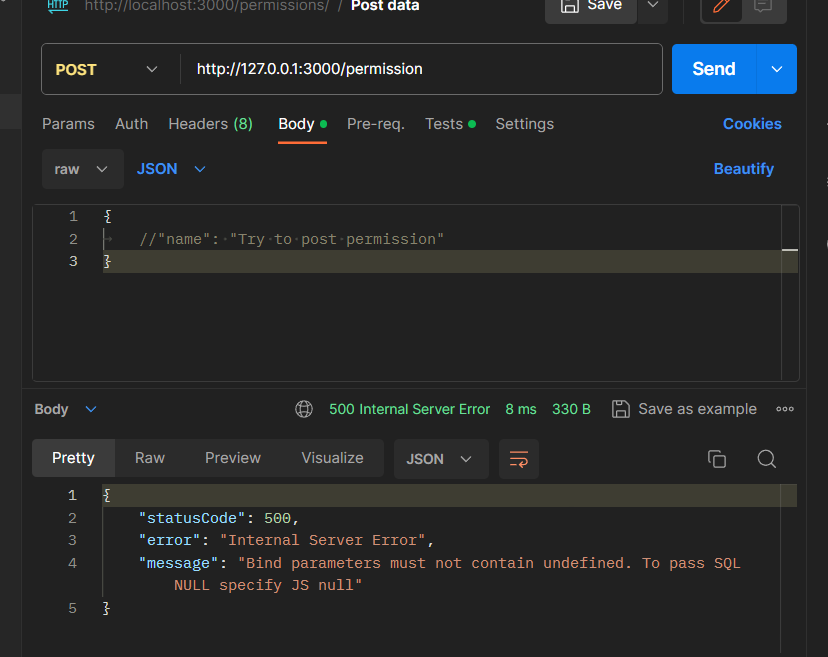 HTTP http://localhost:3000/permissions/ / Post data Save
POST http://127.0.0.1:3000/permission Send
Params Auth Headers (8) Body Pre-req. Tests Settings Cookies
raw JSON Beautify
1 {
2 //"name": "Try to post permission"
3 }
Body 500 Internal Server Error 8 ms 330 B Save as example
Pretty Raw Preview Visualize JSON
1 {
2 "statusCode": 500,
3 "error": "Internal Server Error",
4 "message": "Bind parameters must not contain undefined. To pass SQL
NULL specify JS null"
5 }